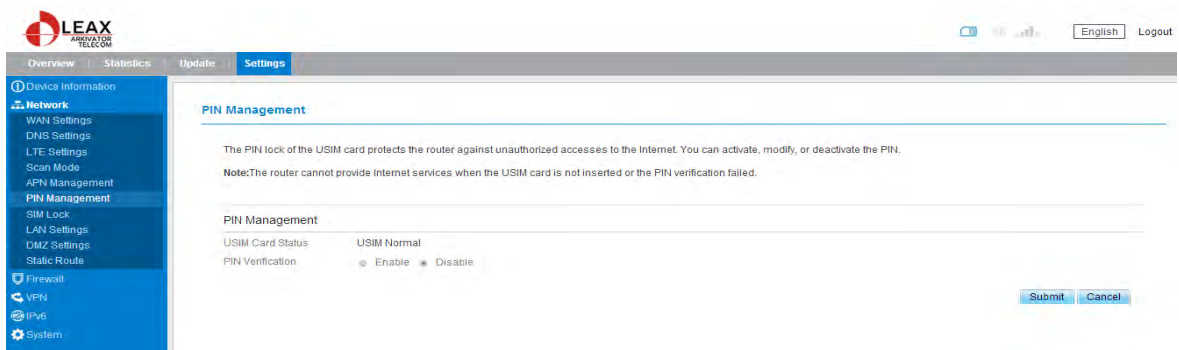 LEAX
ARKIVATOR
TELECOM
English Logout
Overview Statistics Update Settings
Device Information
Network
WAN Settings
DNS Settings
LTE Settings
Scan Mode
APN Management
PIN Management
SIM Lock
LAN Settings
DMZ Settings
Static Route
Firewall
VPN
IPv6
System
PIN Management
The PIN lock of the USIM card protects the router against unauthorized accesses to the Internet. You can activate, modify, or deactivate the PIN.
Note:The router cannot provide Internet services when the USIM card is not inserted or the PIN verification failed.
PIN Management
USIM Card Status USIM Normal
PIN Verification Enable Disable
Submit Cancel